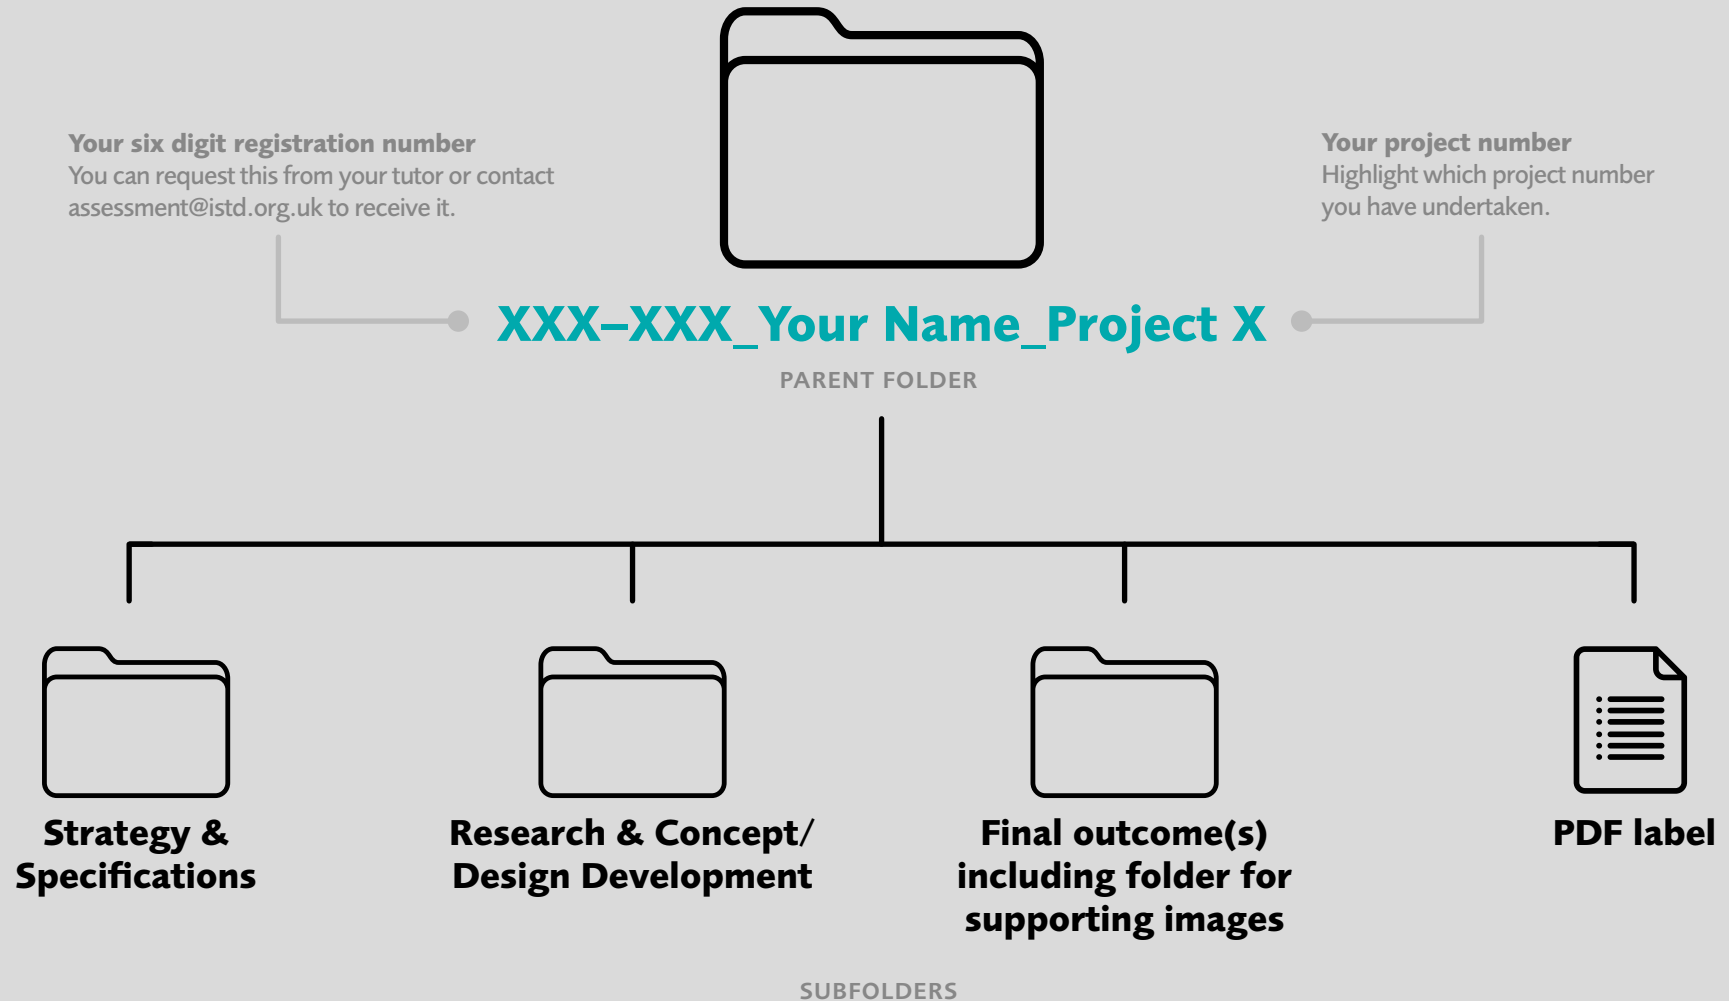 Your six digit registration number
You can request this from your tutor or contact
assessment@istd.org.uk to receive it.
Your project number
Highlight which project number
you have undertaken.
XXX–XXX_Your Name_Project X
PARENT FOLDER
Strategy &
Specifications
Research & Concept/
Design Development
Final outcome(s)
including folder for
supporting images
PDF label
SUBFOLDERS